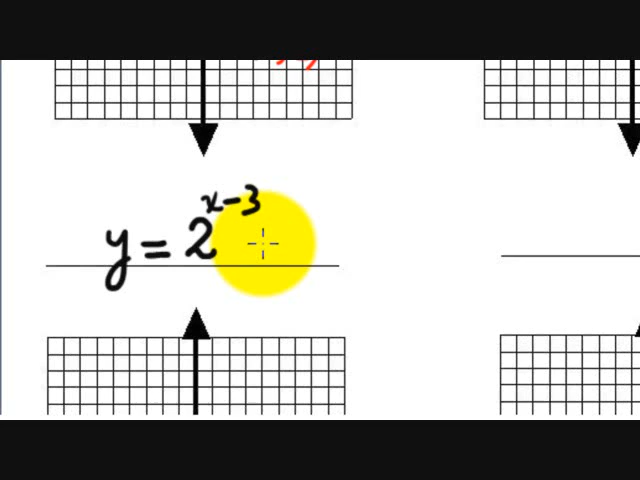 y = 2^{x-3}